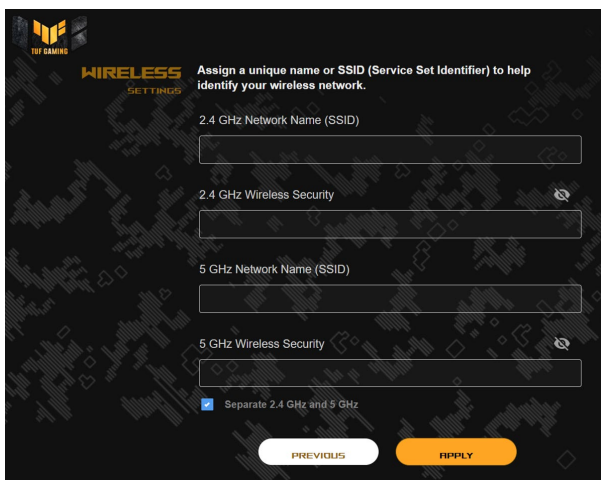 TUF GAMING
WIRELESS
SETTINGS
Assign a unique name or SSID (Service Set Identifier) to help
identify your wireless network.
2.4 GHz Network Name (SSID)
2.4 GHz Wireless Security
5 GHz Network Name (SSID)
5 GHz Wireless Security
Separate 2.4 GHz and 5 GHz
PREVIOUS
APPLY